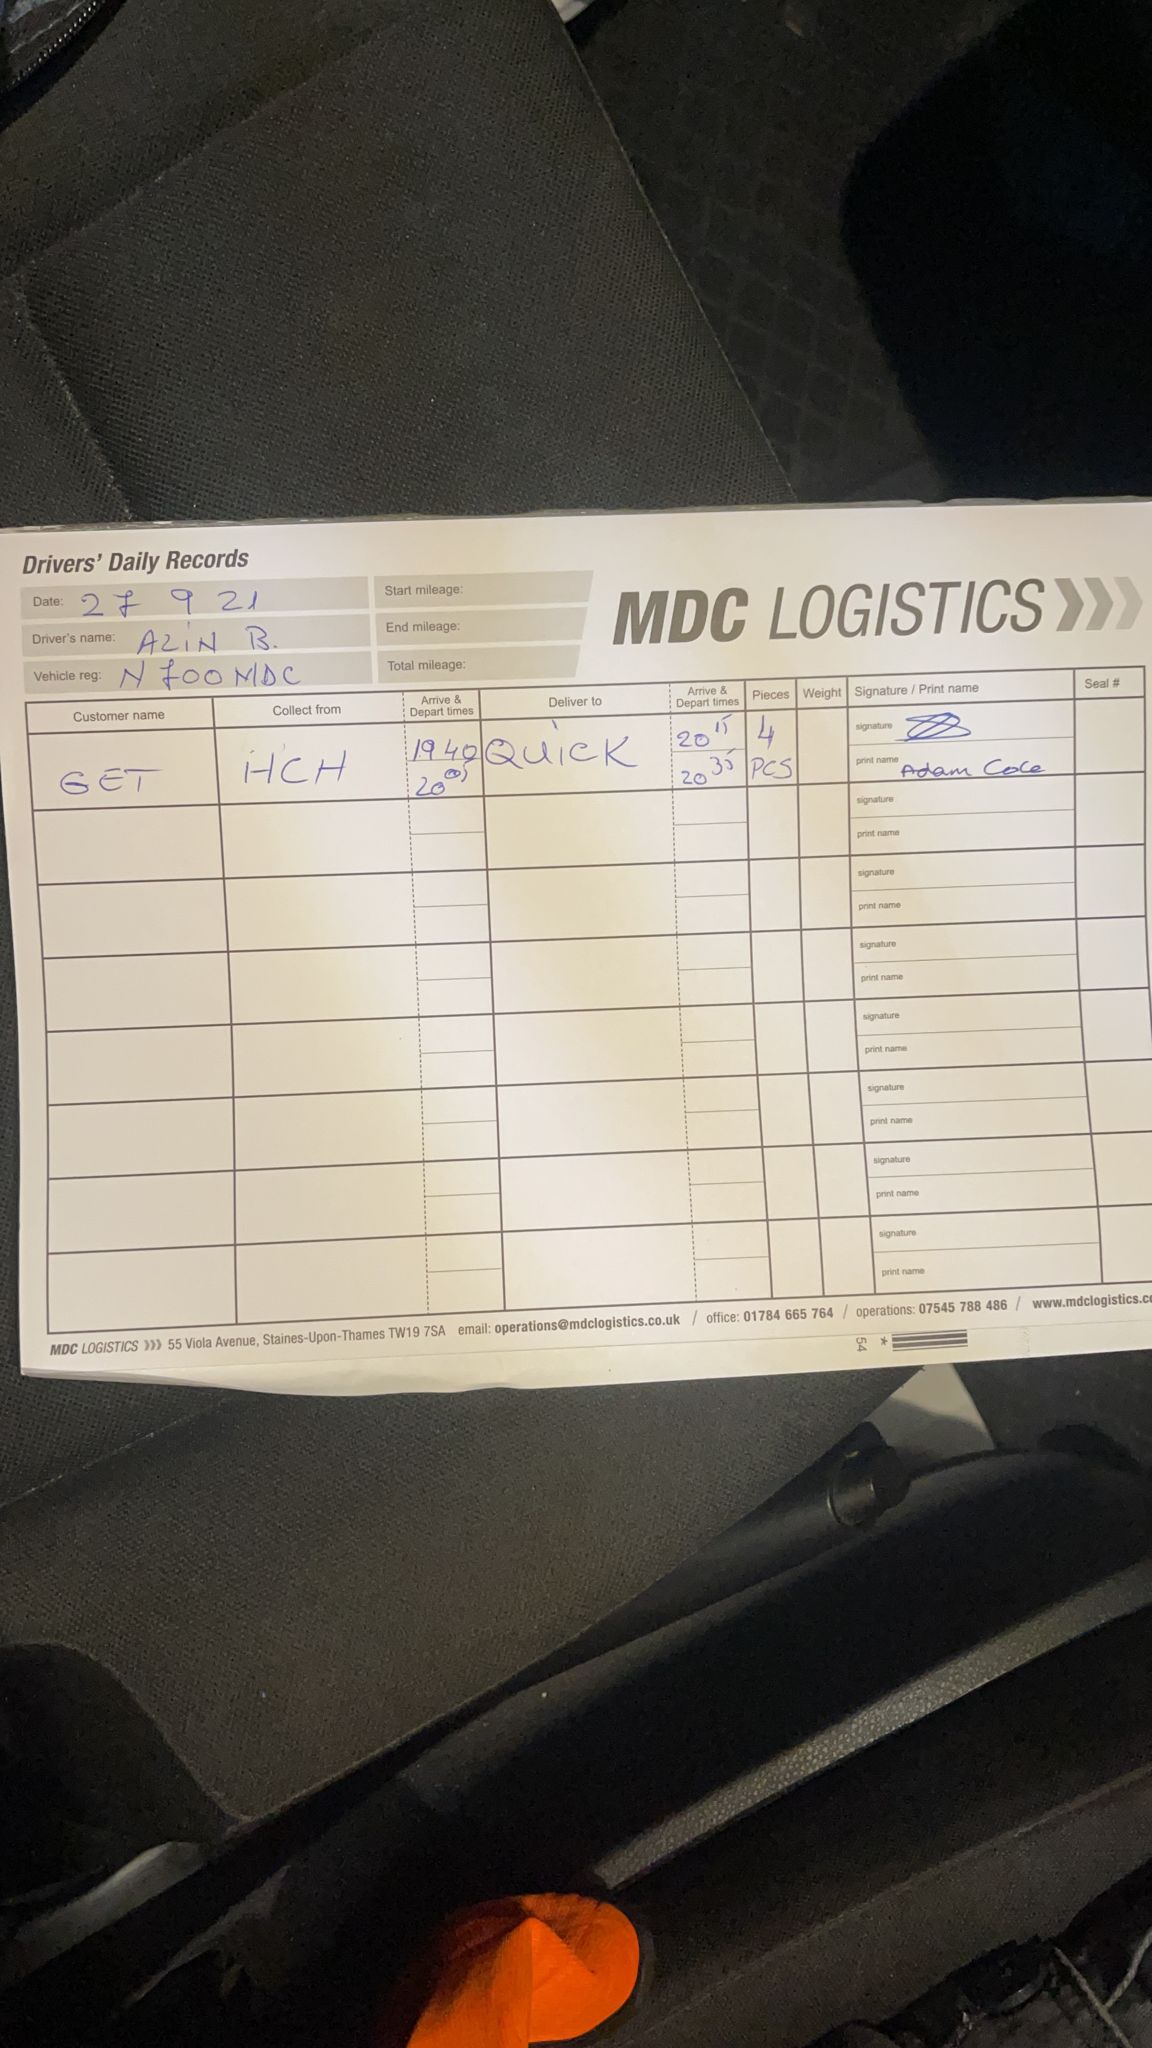 Drivers' Daily Records
MDC LOGISTICS
Date: 27 9 21
Start mileage:
Driver's name: AZIN B.
End mileage:
Vehicle reg: N700MDC
Total mileage:
Customer name
Collect from
Arrive & Depart times
Deliver to
Arrive & Depart times
Pieces
Weight
Signature / Print name
Seal #
GET
HCH
19 40
20 05
QUICK
20 15
20 35
4
PCS
signature
print name Adam Cole
signature
print name
signature
print name
signature
print name
signature
print name
signature
print name
signature
print name
signature
print name
MDC LOGISTICS 55 Viola Avenue, Staines-Upon-Thames TW19 7SA email: operations@mdclogistics.co.uk / office: 01784 665 764 / operations: 07545 788 486 / www.mdclogistics.c
54 *